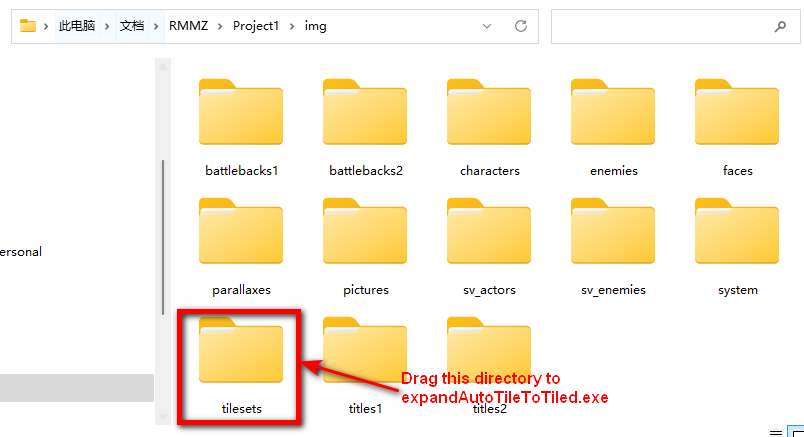 此电脑 > 文档 > RMMZ > Project1 > img
battlebacks1 battlebacks2 characters enemies faces
ersonal
parallaxes pictures sv_actors sv_enemies system
Drag this directory to
expandAutoTileToTiled.exe
tilesets titles1 titles2